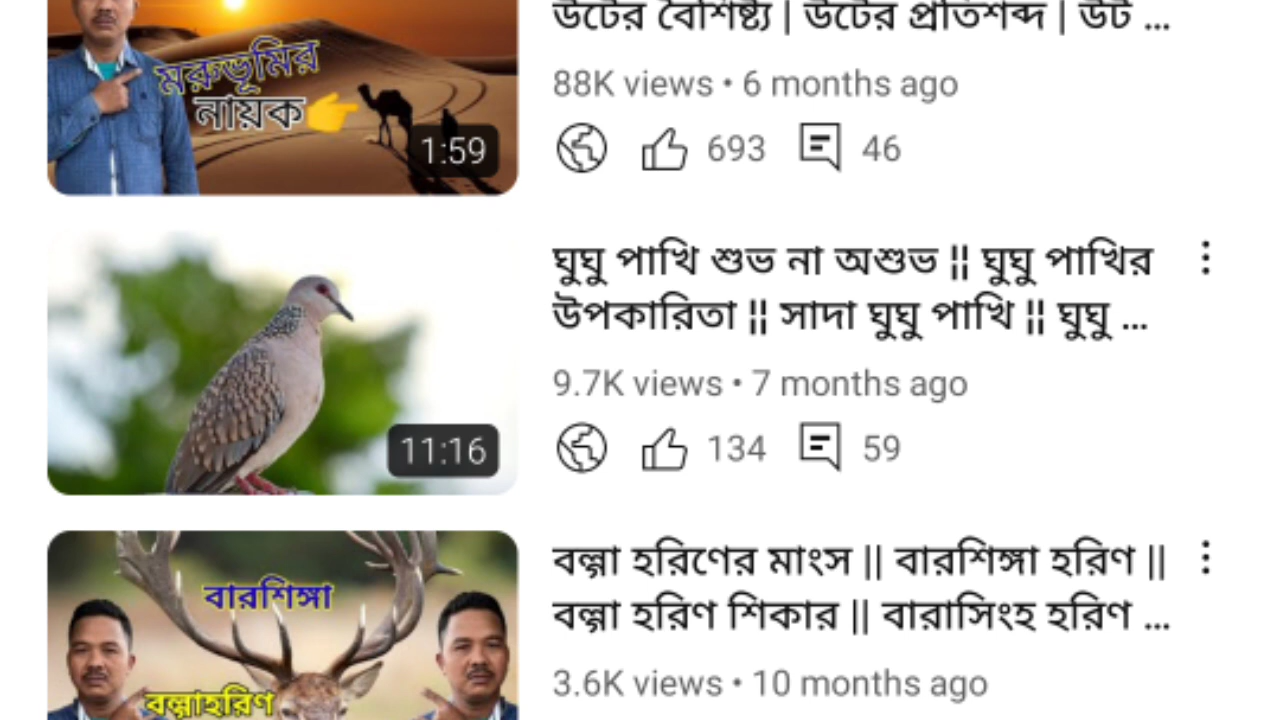 উটের বৈশিষ্ট্য | উটের প্রতিশব্দ | উট ...
মরুভূমির
নায়ক
1:59
88K views • 6 months ago
693 46
ঘুঘু পাখি শুভ না অশুভ ¦¦ ঘুঘু পাখির
উপকারিতা ¦¦ সাদা ঘুঘু পাখি ¦¦ ঘুঘু ...
11:16
9.7K views • 7 months ago
134 59
বল্গা হরিণের মাংস || বারশিঙ্গা হরিণ ||
বল্গা হরিণ শিকার || বারাসিংহ হরিণ ...
বারশিঙ্গা
বল্গাহরিণ
3.6K views • 10 months ago